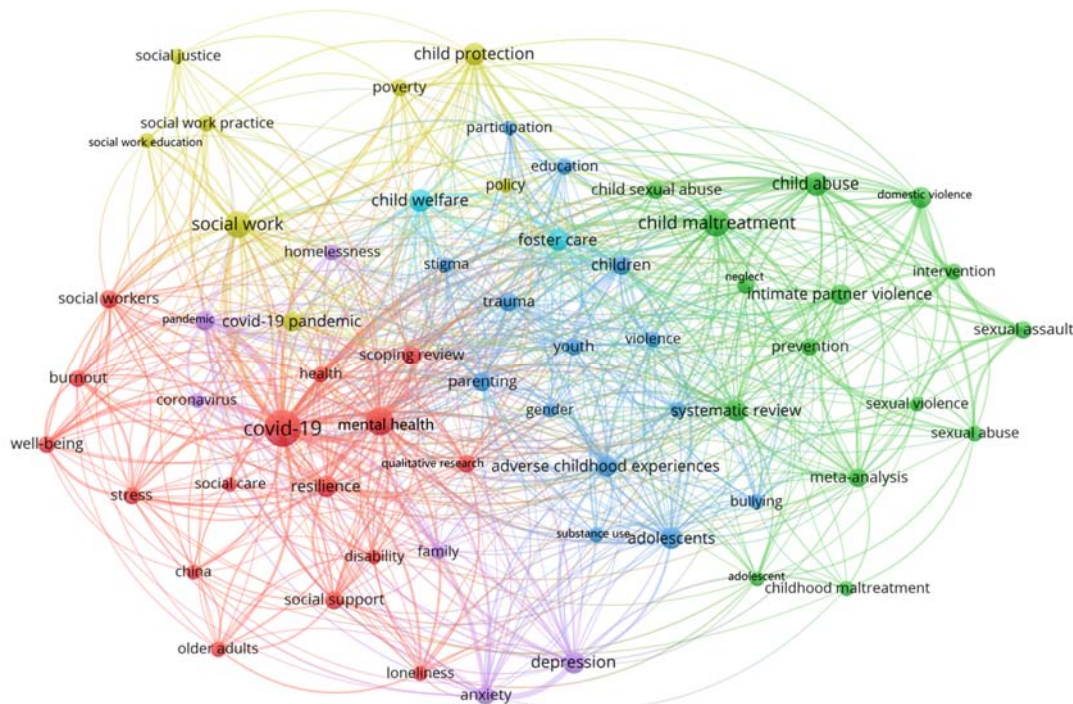 child protection
social justice
poverty
social work practice
participation
social work education
education
policy
child sexual abuse
child abuse
domestic violence
child welfare
social work
child maltreatment
foster care
homelessness
stigma
children
intervention
neglect
intimate partner violence
social workers
trauma
pandemic
covid-19 pandemic
sexual assault
youth
violence
prevention
scoping review
health
burnout
parenting
coronavirus
gender
systematic review
sexual violence
covid-19
mental health
sexual abuse
well-being
qualitative research
adverse childhood experiences
meta-analysis
social care
resilience
stress
bullying
substance use
adolescents
family
disability
china
adolescent
childhood maltreatment
social support
older adults
depression
loneliness
anxiety